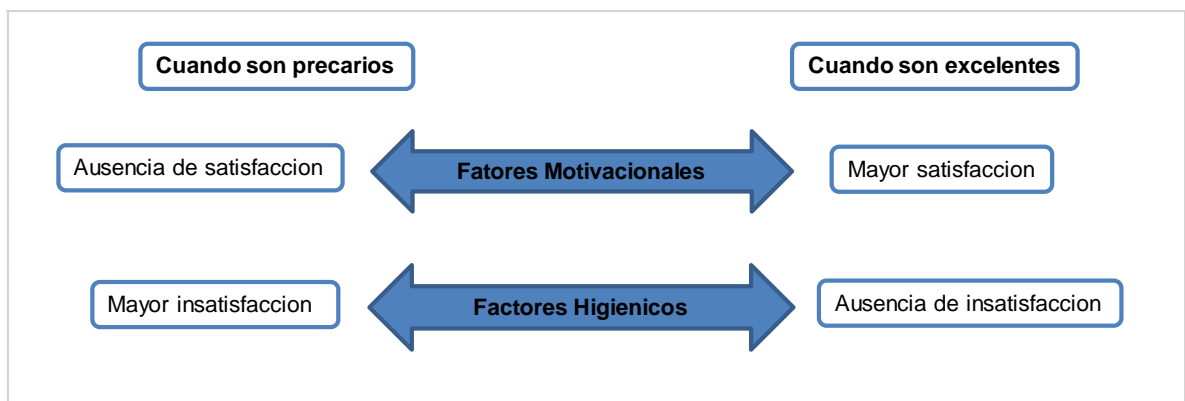 Cuando son precarios
Cuando son excelentes
Ausencia de satisfaccion
Fatores Motivacionales
Mayor satisfaccion
Mayor insatisfaccion
Factores Higienicos
Ausencia de insatisfaccion